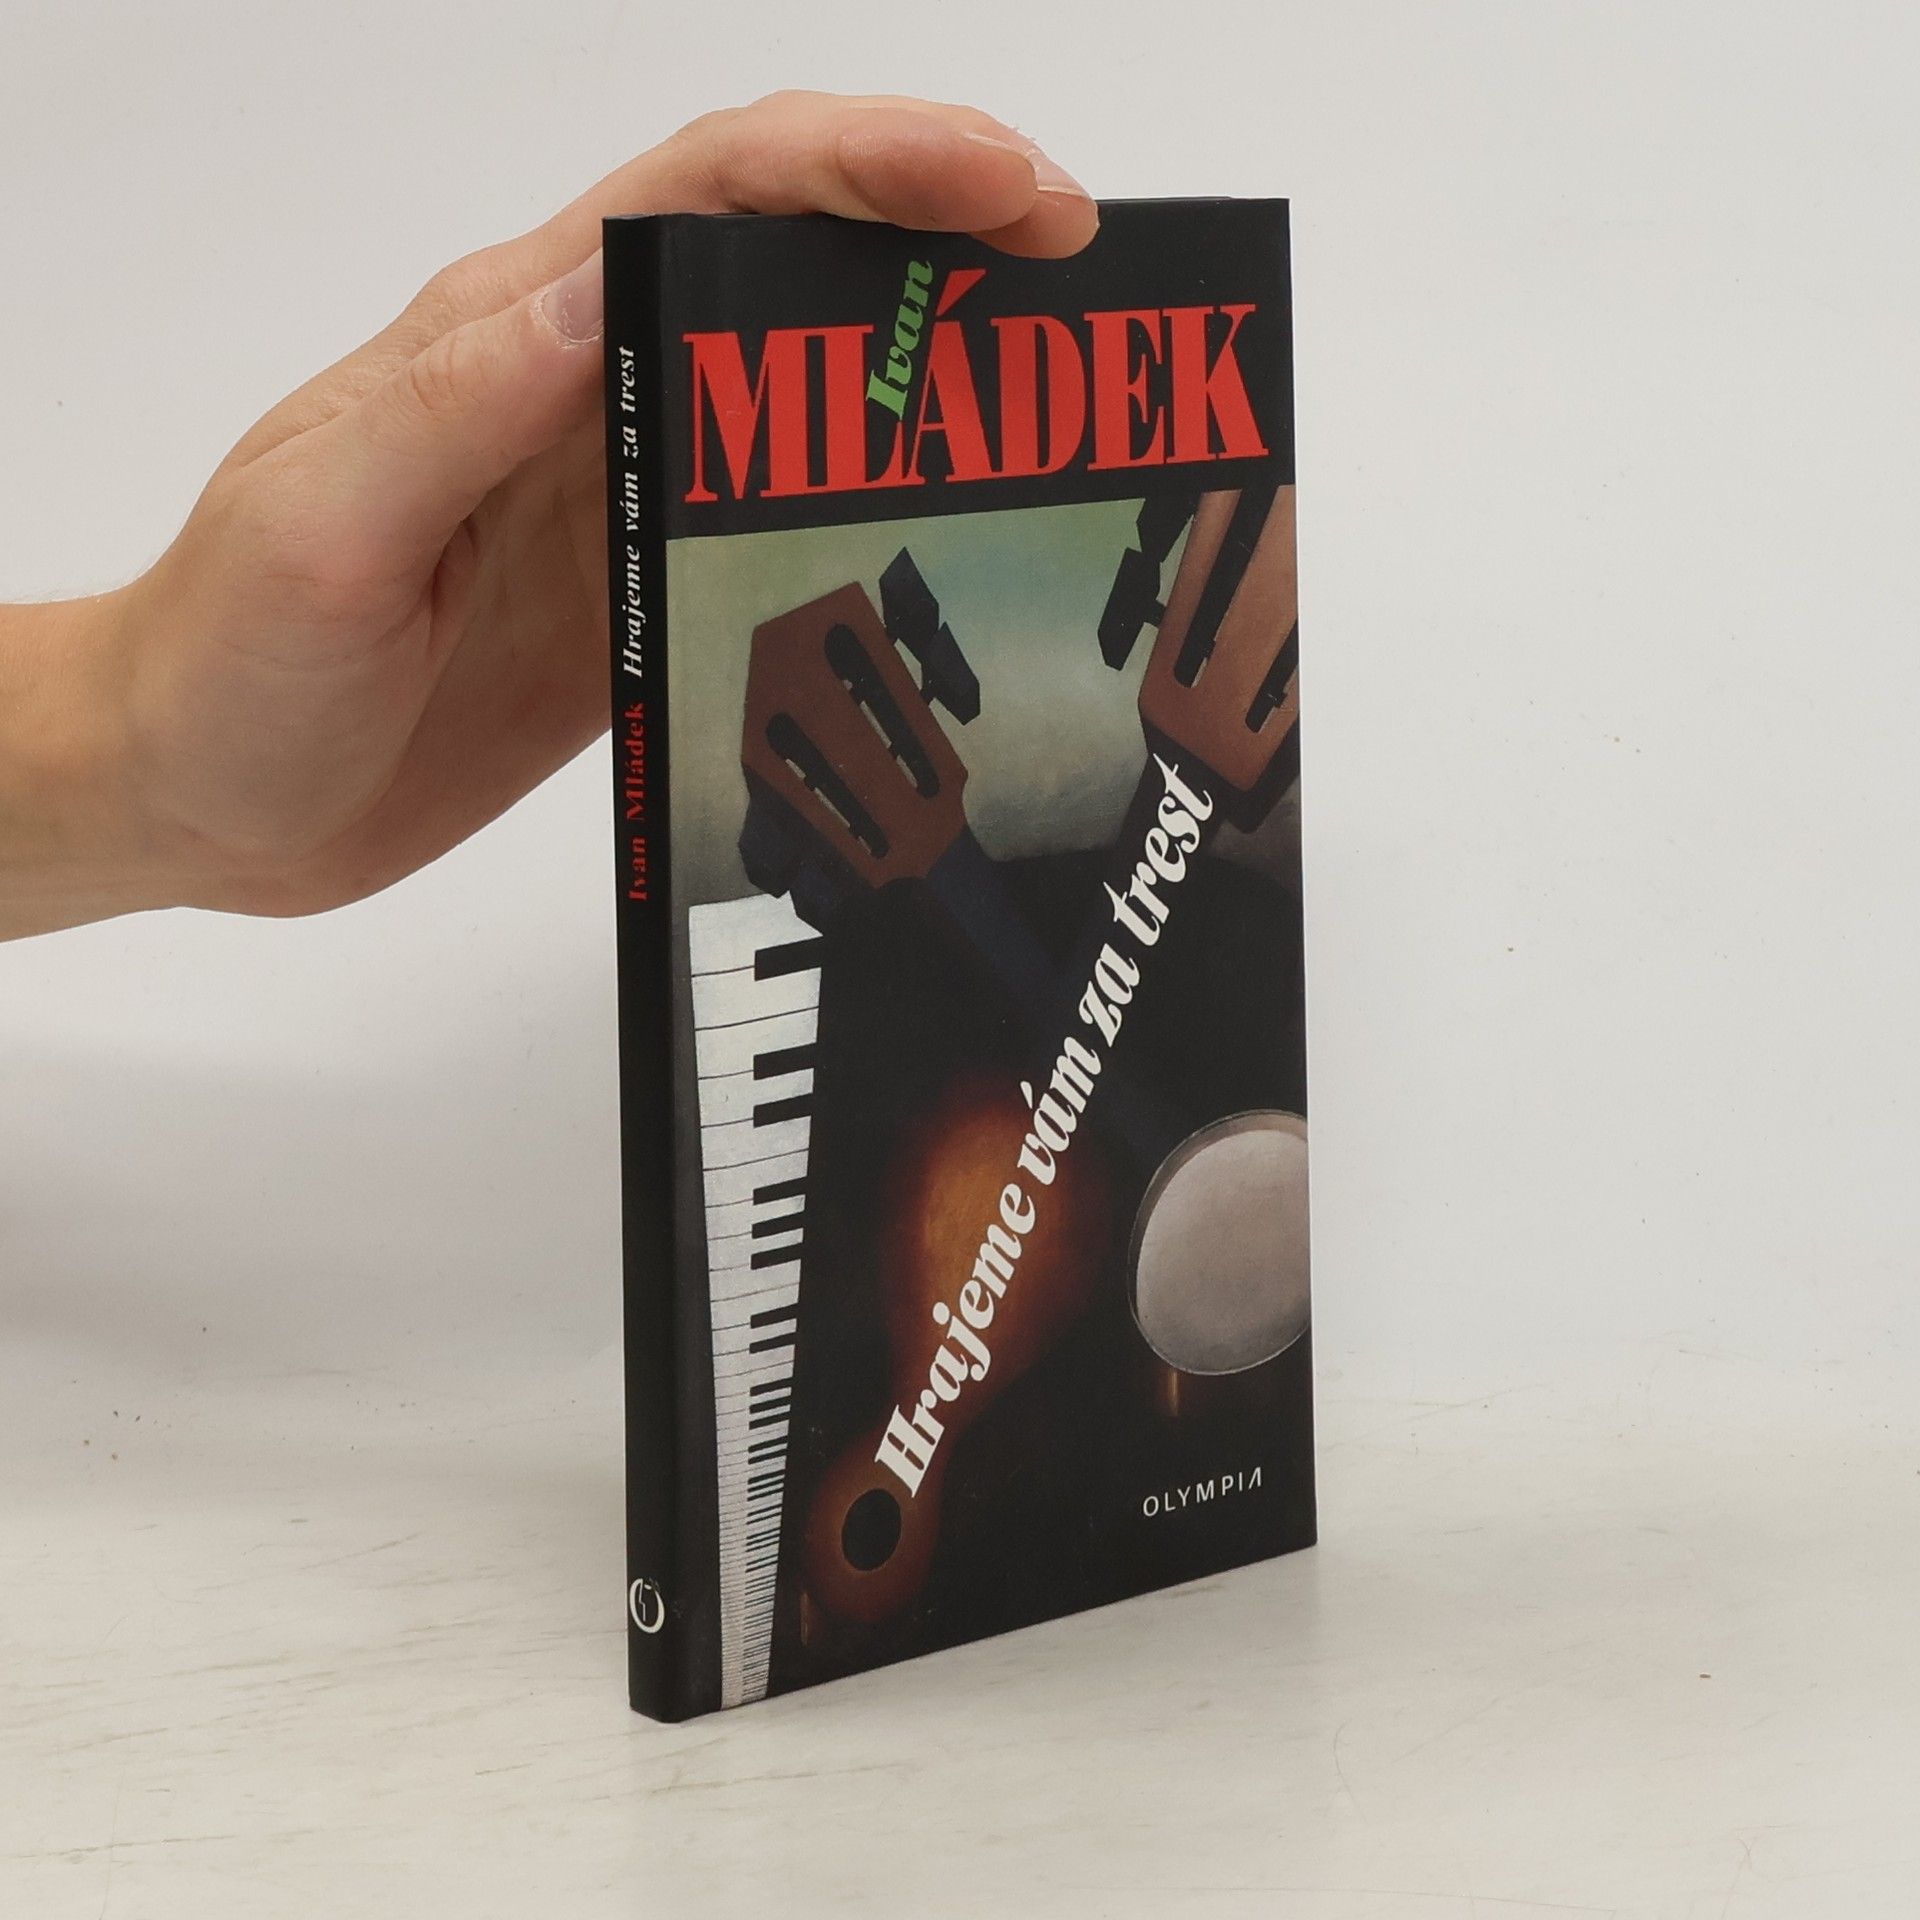 Ivan
MLÁDEK
Hrajeme vám za trest
OLYMPIA
Ivan Mládek Hrajeme vám za trest